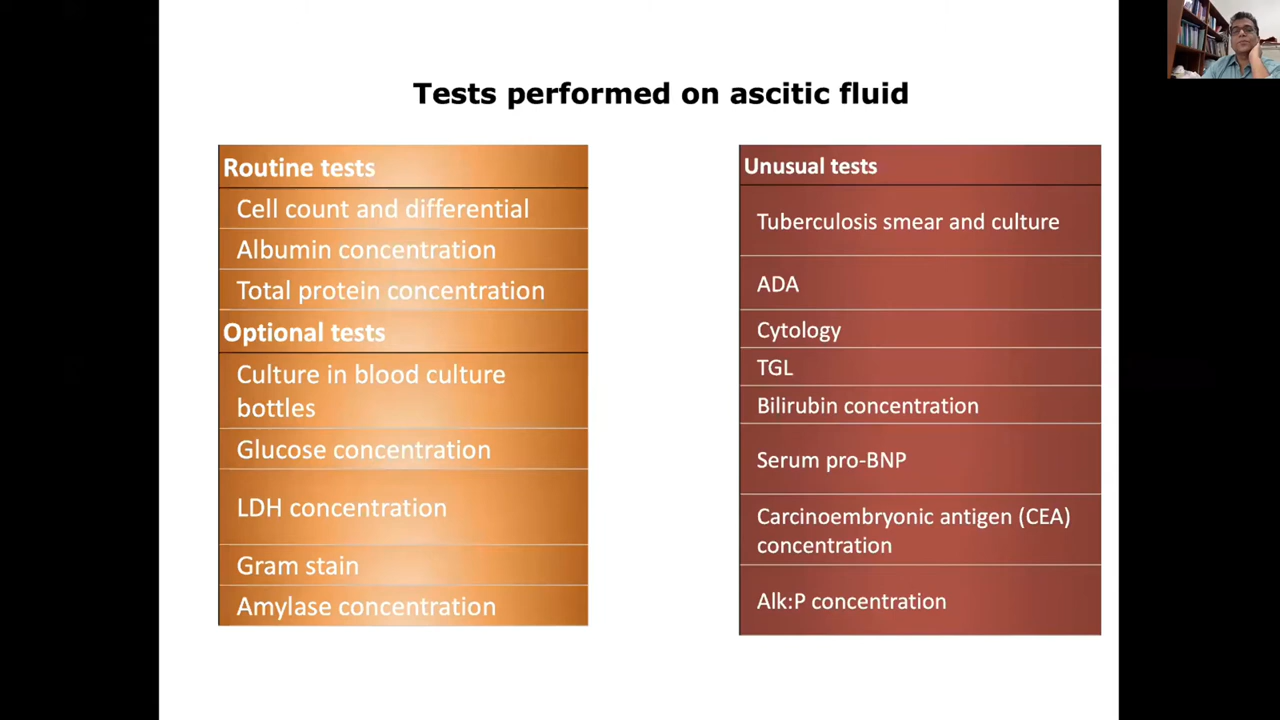 Tests performed on ascitic fluid
Routine tests
Cell count and differential
Albumin concentration
Total protein concentration
Optional tests
Culture in blood culture
bottles
Glucose concentration
LDH concentration
Gram stain
Amylase concentration
Unusual tests
Tuberculosis smear and culture
ADA
Cytology
TGL
Bilirubin concentration
Serum pro-BNP
Carcinoembryonic antigen (CEA)
concentration
Alk:P concentration